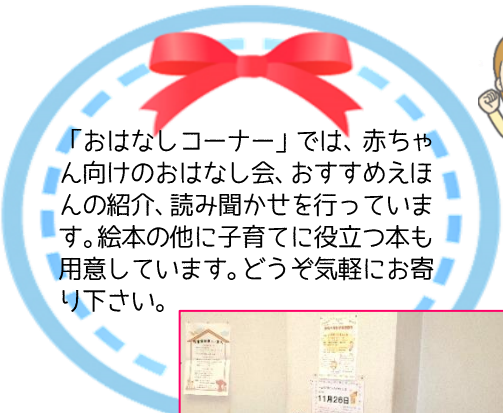 「おはなしコーナー」では、赤ちゃ
ん向けのおはなし会、おすすめえほ
んの紹介、読み聞かせを行っていま
す。絵本の他に子育てに役立つ本も
用意しています。どうぞ気軽にお寄
り下さい。
11月26日